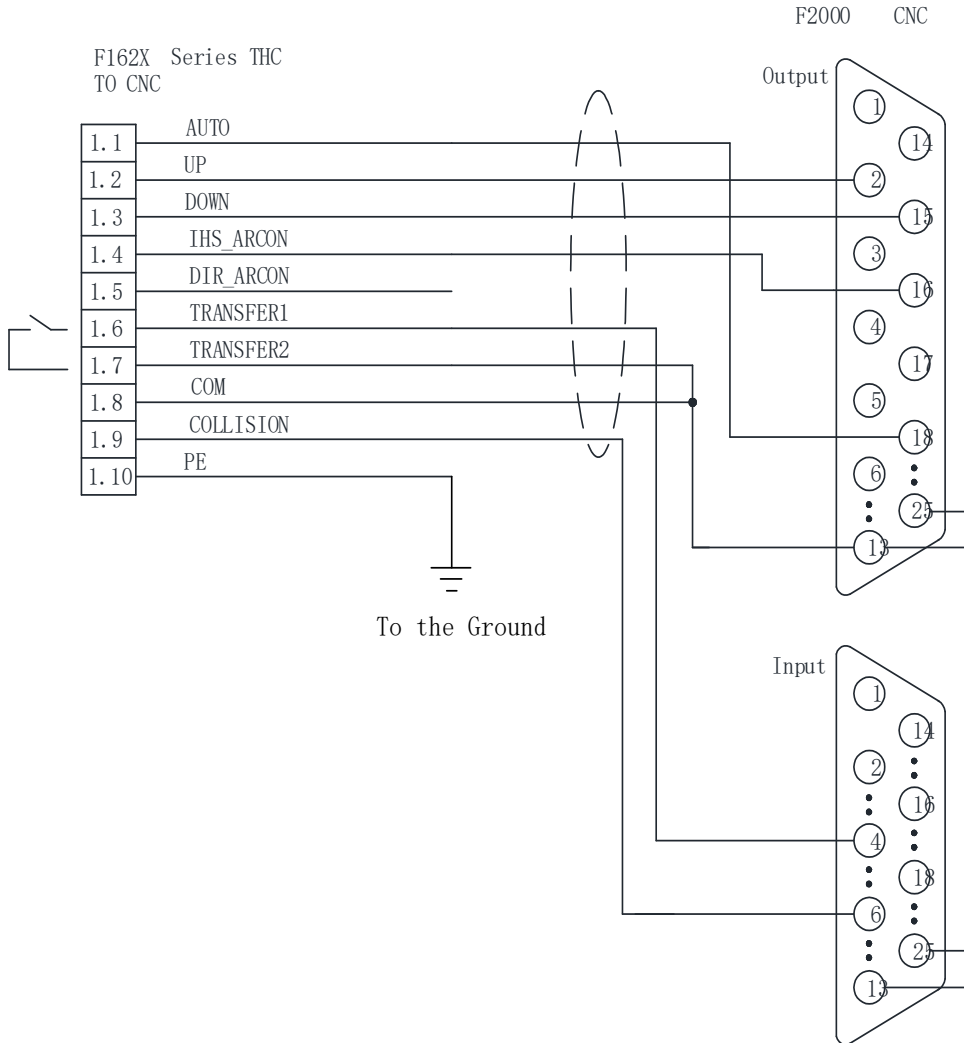 F2000 CNC
F162X Series THC
TO CNC
Output
1.1 AUTO
1.2 UP
1.3 DOWN
1.4 IHS_ARCON
1.5 DIR_ARCON
1.6 TRANSFER1
1.7 TRANSFER2
1.8 COM
1.9 COLLISION
1.10 PE
To the Ground
1
14
2
15
3
16
4
17
5
18
6
25
13
Input
1
14
2
16
4
18
6
25
13